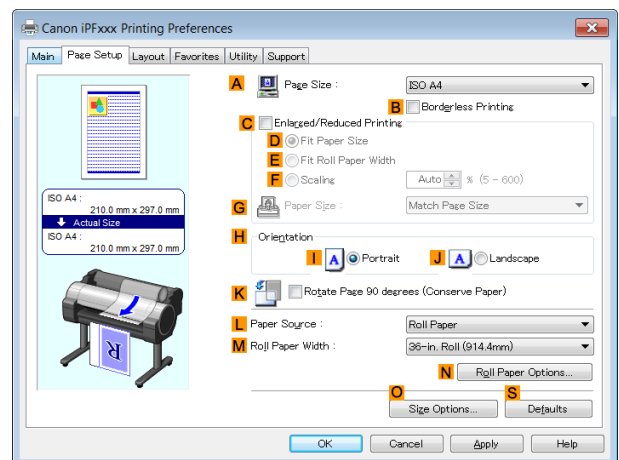 Canon iPFxxx Printing Preferences
Main Page Setup Layout Favorites Utility Support
A Page Size : ISO A4
B Borderless Printing
C Enlarged/Reduced Printing
D Fit Paper Size
E Fit Roll Paper Width
F Scaling Auto % (5 - 600)
G Paper Size : Match Page Size
ISO A4 :
210.0 mm x 297.0 mm
Actual Size
ISO A4 :
210.0 mm x 297.0 mm
H Orientation
I A Portrait J A Landscape
K Rotate Page 90 degrees (Conserve Paper)
L Paper Source : Roll Paper
M Roll Paper Width : 36-in. Roll (914.4mm)
N Roll Paper Options...
O S
Size Options... Defaults
OK Cancel Apply Help
R